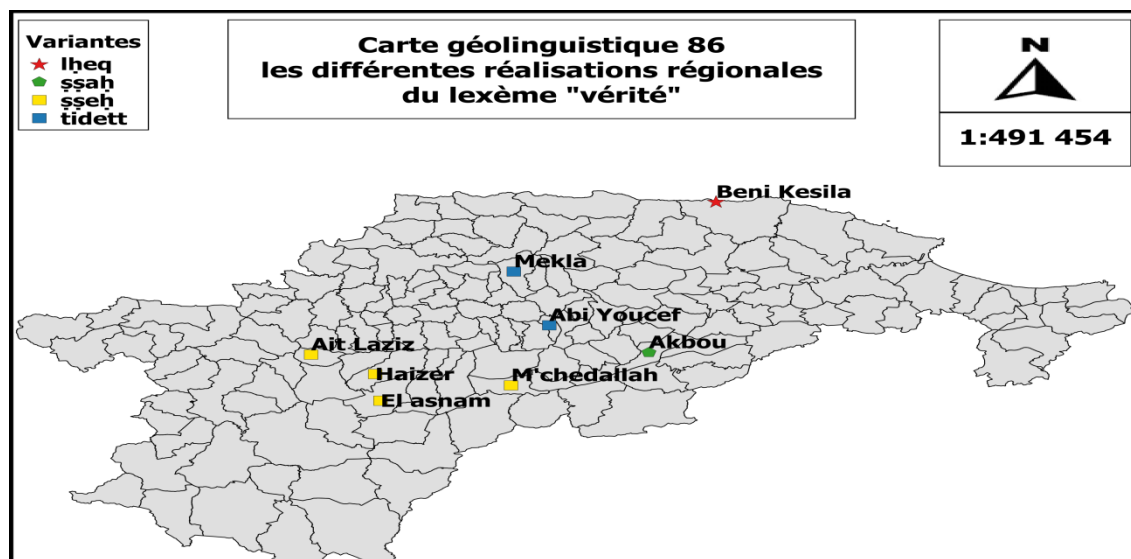 Variantes
lḥeq
ṣṣaḥ
ṣṣeḥ
tidett
Carte géolinguistique 86
les différentes réalisations régionales
du lexème "vérité"
N
1:491 454
Beni Kesila
Mekla
Abi Youcef
Akbou
Ait Laziz
Haizer
M'chedallah
El asnam